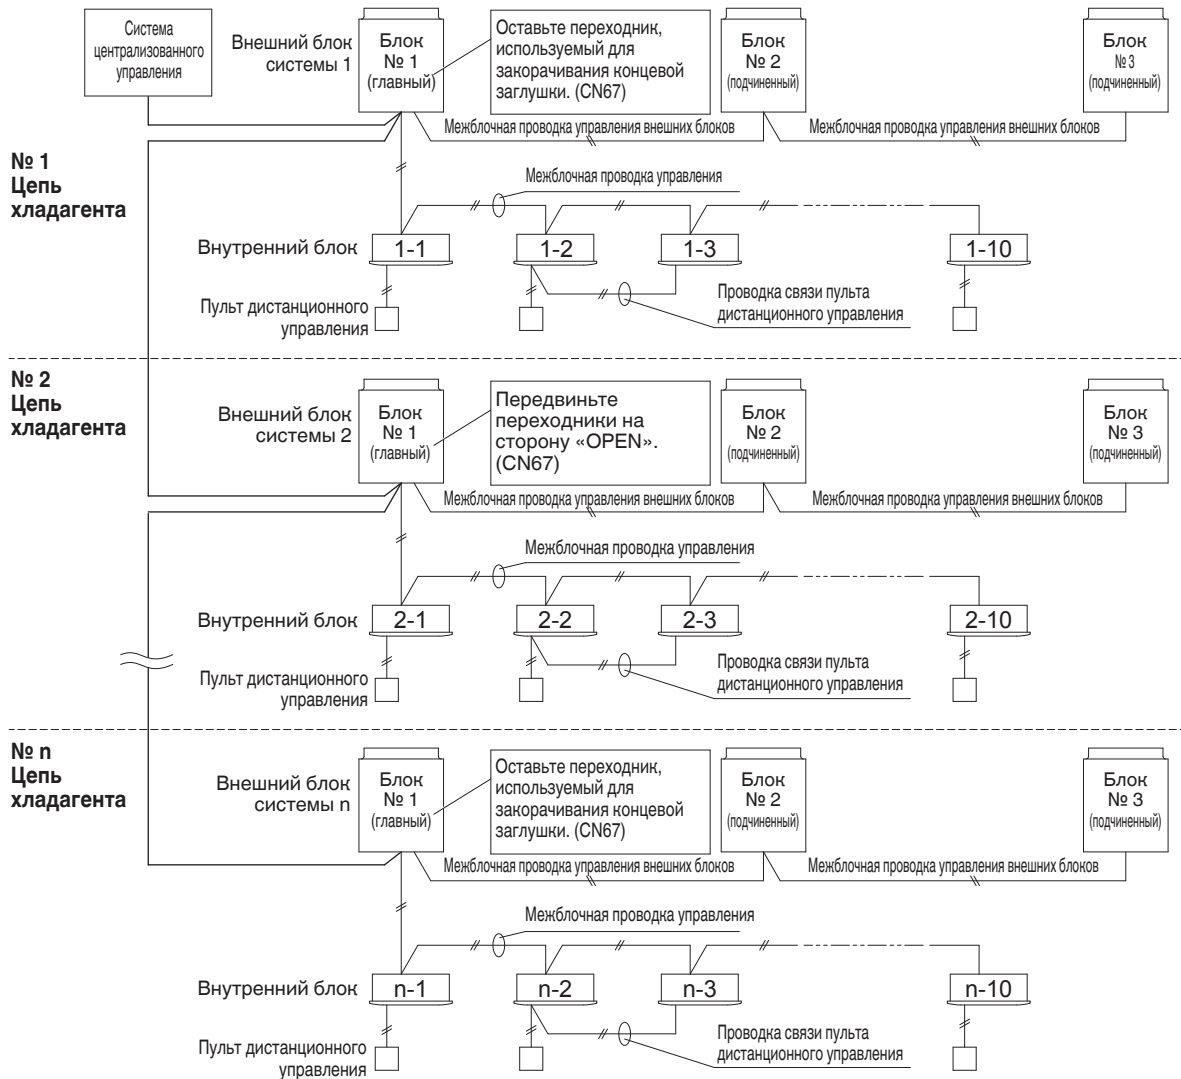 Система
централизованного
управления
Внешний блок
системы 1
Блок
№ 1
(главный)
Оставьте переходник,
используемый для
закорачивания концевой
заглушки. (CN67)
Блок
№ 2
(подчиненный)
Блок
№ 3
(подчиненный)
Межблочная проводка управления внешних блоков
Межблочная проводка управления внешних блоков
№ 1
Цепь
хладагента
Межблочная проводка управления
Внутренний блок
1-1
1-2
1-3
1-10
Пульт дистанционного
управления
Проводка связи пульта
дистанционного управления
№ 2
Цепь
хладагента
Внешний блок
системы 2
Блок
№ 1
(главный)
Передвиньте
переходники на
сторону «OPEN».
(CN67)
Блок
№ 2
(подчиненный)
Блок
№ 3
(подчиненный)
Межблочная проводка управления внешних блоков
Межблочная проводка управления внешних блоков
Межблочная проводка управления
Внутренний блок
2-1
2-2
2-3
2-10
Пульт дистанционного
управления
Проводка связи пульта
дистанционного управления
№ n
Цепь
хладагента
Внешний блок
системы n
Блок
№ 1
(главный)
Оставьте переходник,
используемый для
закорачивания концевой
заглушки. (CN67)
Блок
№ 2
(подчиненный)
Блок
№ 3
(подчиненный)
Межблочная проводка управления внешних блоков
Межблочная проводка управления внешних блоков
Межблочная проводка управления
Внутренний блок
n-1
n-2
n-3
n-10
Пульт дистанционного
управления
Проводка связи пульта
дистанционного управления